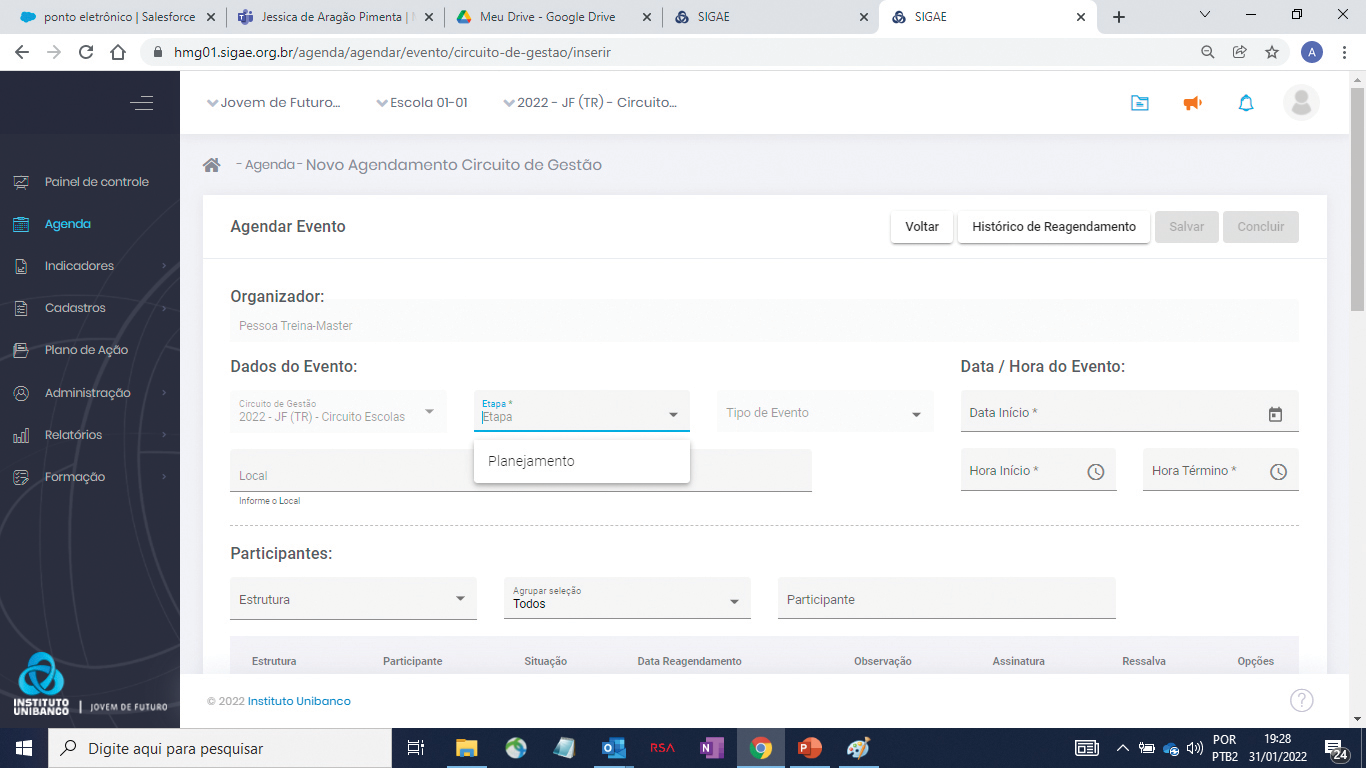 ponto eletrônico | Salesforce
Jessica de Aragão Pimenta |
Meu Drive - Google Drive
SIGAE
SIGAE
hmg01.sigae.org.br/agenda/agendar/evento/circuito-de-gestao/inserir
A
Jovem de Futuro...
Escola 01-01
2022 - JF (TR) - Circuito...
- Agenda - Novo Agendamento Circuito de Gestão
Painel de controle
Agenda
Indicadores
Cadastros
Plano de Ação
Administração
Relatórios
Formação
INSTITUTO UNIBANCO | JOVEM DE FUTURO
Agendar Evento
Voltar
Histórico de Reagendamento
Salvar
Concluir
Organizador:
Pessoa Treina-Master
Dados do Evento:
Data / Hora do Evento:
Circuito de Gestão
2022 - JF (TR) - Circuito Escolas
Etapa *
Etapa
Tipo de Evento
Data Início *
Planejamento
Local
Informe o Local
Hora Início *
Hora Término *
Participantes:
Estrutura
Agrupar seleção
Todos
Participante
Estrutura
Participante
Situação
Data Reagendamento
Observação
Assinatura
Ressalva
Opções
© 2022 Instituto Unibanco
?
Digite aqui para pesquisar
RSA
POR
PTB2
19:28
31/01/2022
24